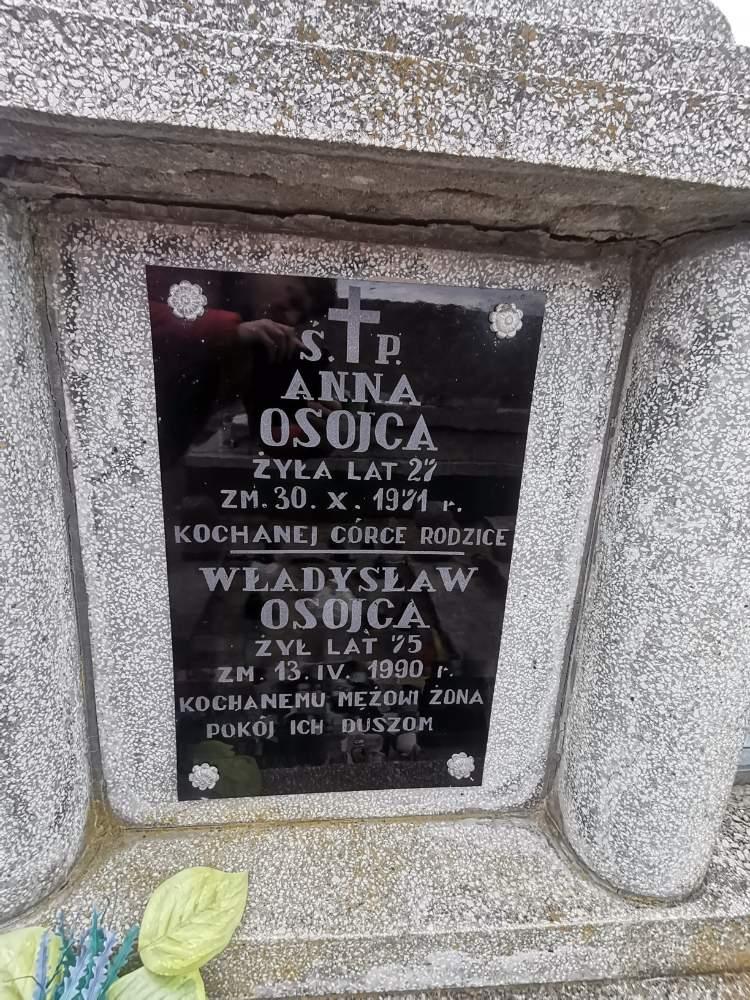 Ś. P.
ANNA
OSOJCA
ŻYŁA LAT 27
ZM. 30. X. 1971 r.
KOCHANEJ CÓRCE RODZICE
WŁADYSŁAW
OSOJCA
ŻYŁ LAT 75
ZM. 13. IV. 1990 r.
KOCHANEMU MĘŻOWI ŻONA
POKÓJ ICH DUSZOM